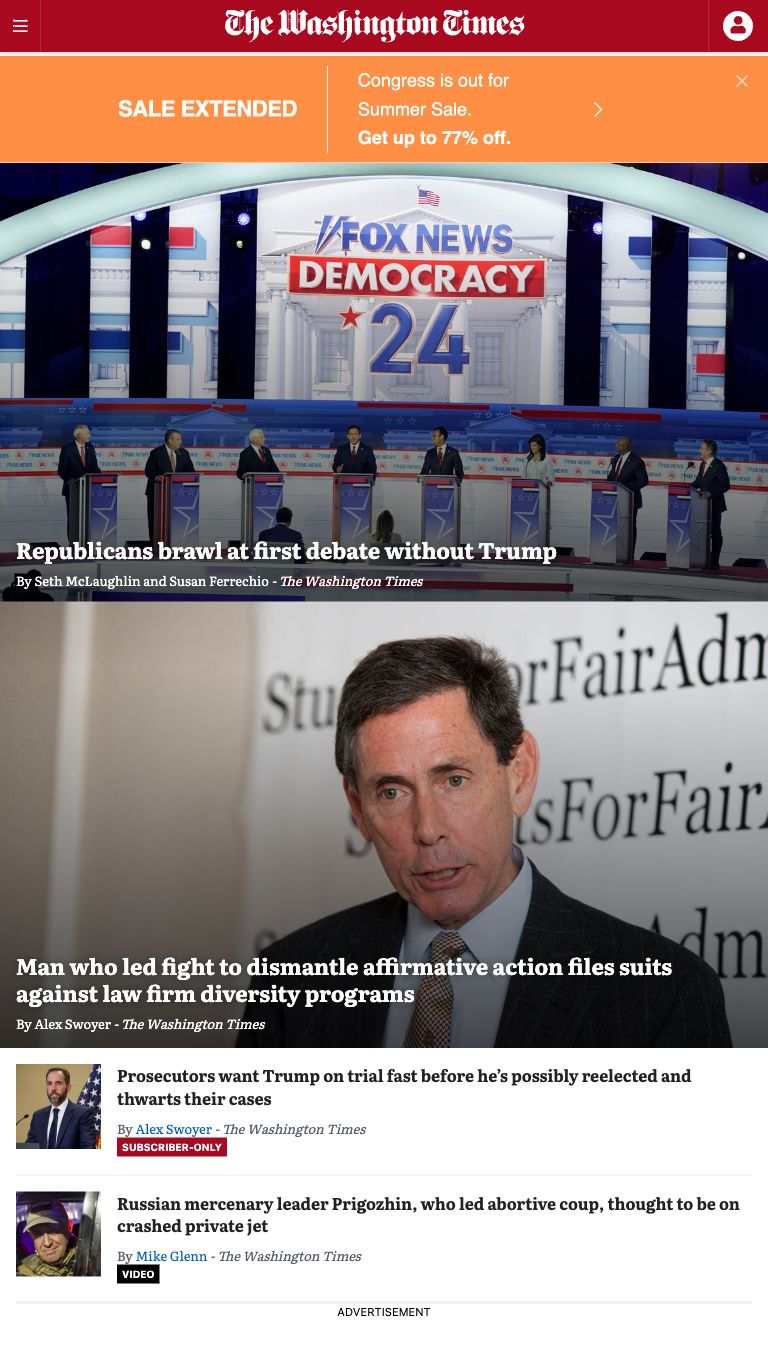 The Washington Times
SALE EXTENDED
Congress is out for
Summer Sale.
Get up to 77% off.
FOX NEWS
DEMOCRACY
24
Republicans brawl at first debate without Trump
By Seth McLaughlin and Susan Ferrechio - The Washington Times
Stu
orFairAdm
tsForFair
Adm
Man who led fight to dismantle affirmative action files suits
against law firm diversity programs
By Alex Swoyer - The Washington Times
Prosecutors want Trump on trial fast before he’s possibly reelected and
thwarts their cases
By Alex Swoyer - The Washington Times
SUBSCRIBER-ONLY
Russian mercenary leader Prigozhin, who led abortive coup, thought to be on
crashed private jet
By Mike Glenn - The Washington Times
VIDEO
ADVERTISEMENT